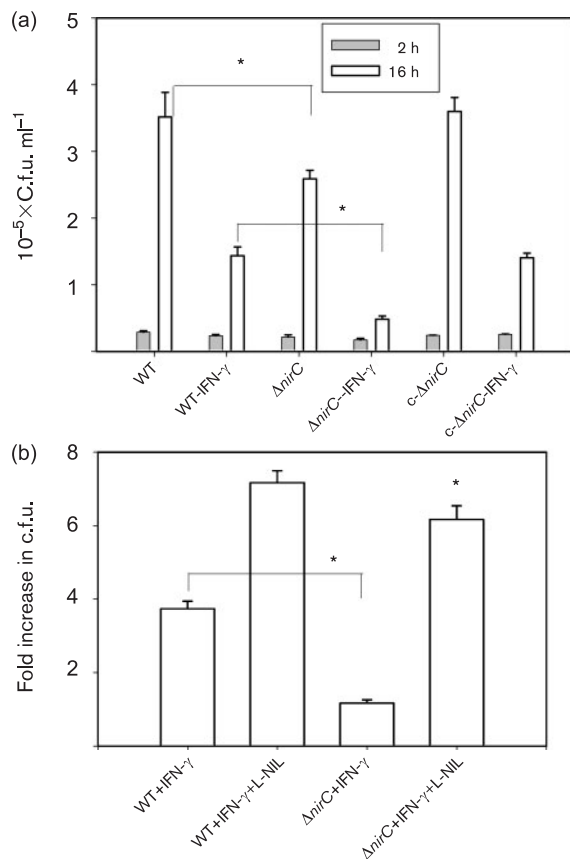 (a)
5
4
3
2
1
10⁻⁵×C.f.u. ml⁻¹
2 h
16 h
*
*
WT
WT-IFN-γ
ΔnirC
ΔnirC--IFN-γ
c-ΔnirC
c-ΔnirC-IFN-γ
(b)
8
6
4
2
Fold increase in c.f.u.
*
*
WT+IFN-γ
WT+IFN-γ+L-NIL
ΔnirC+IFN-γ
ΔnirC+IFN-γ+L-NIL